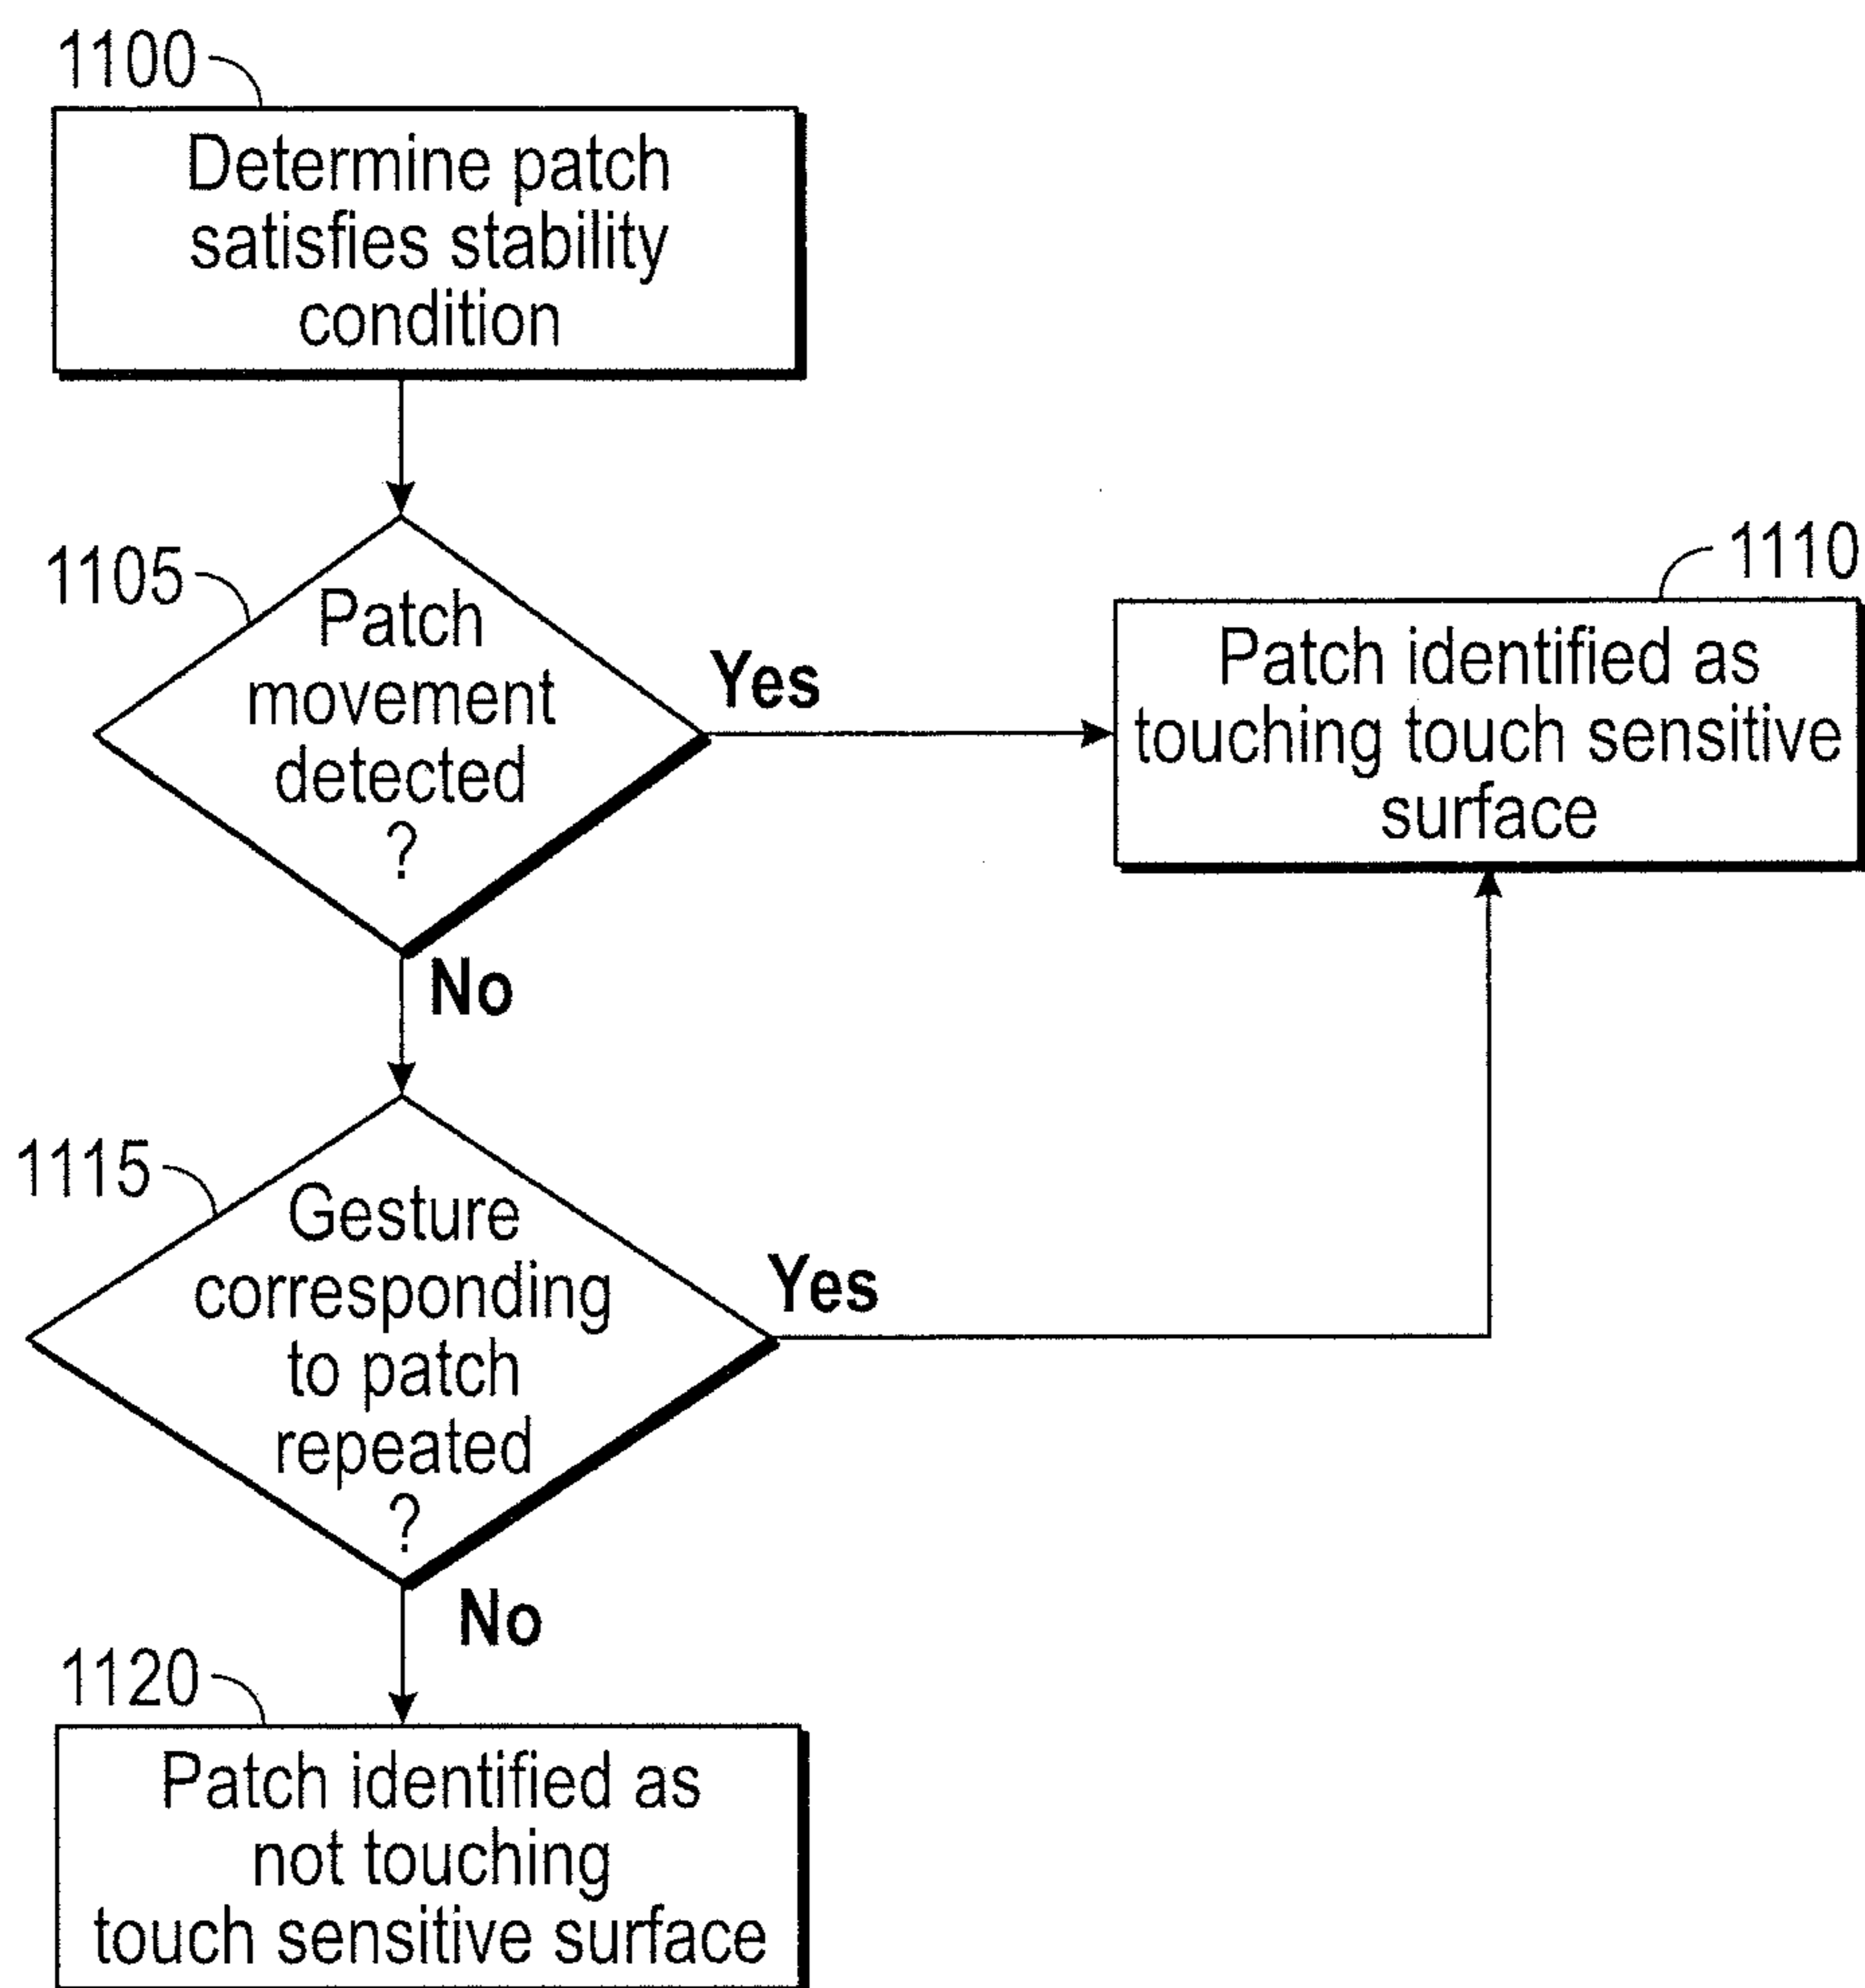 1100
Determine patch
satisfies stability
condition
1105
Patch
movement
detected
?
Yes
1110
Patch identified as
touching touch sensitive
surface
No
1115
Gesture
corresponding
to patch
repeated
?
Yes
No
1120
Patch identified as
not touching
touch sensitive surface